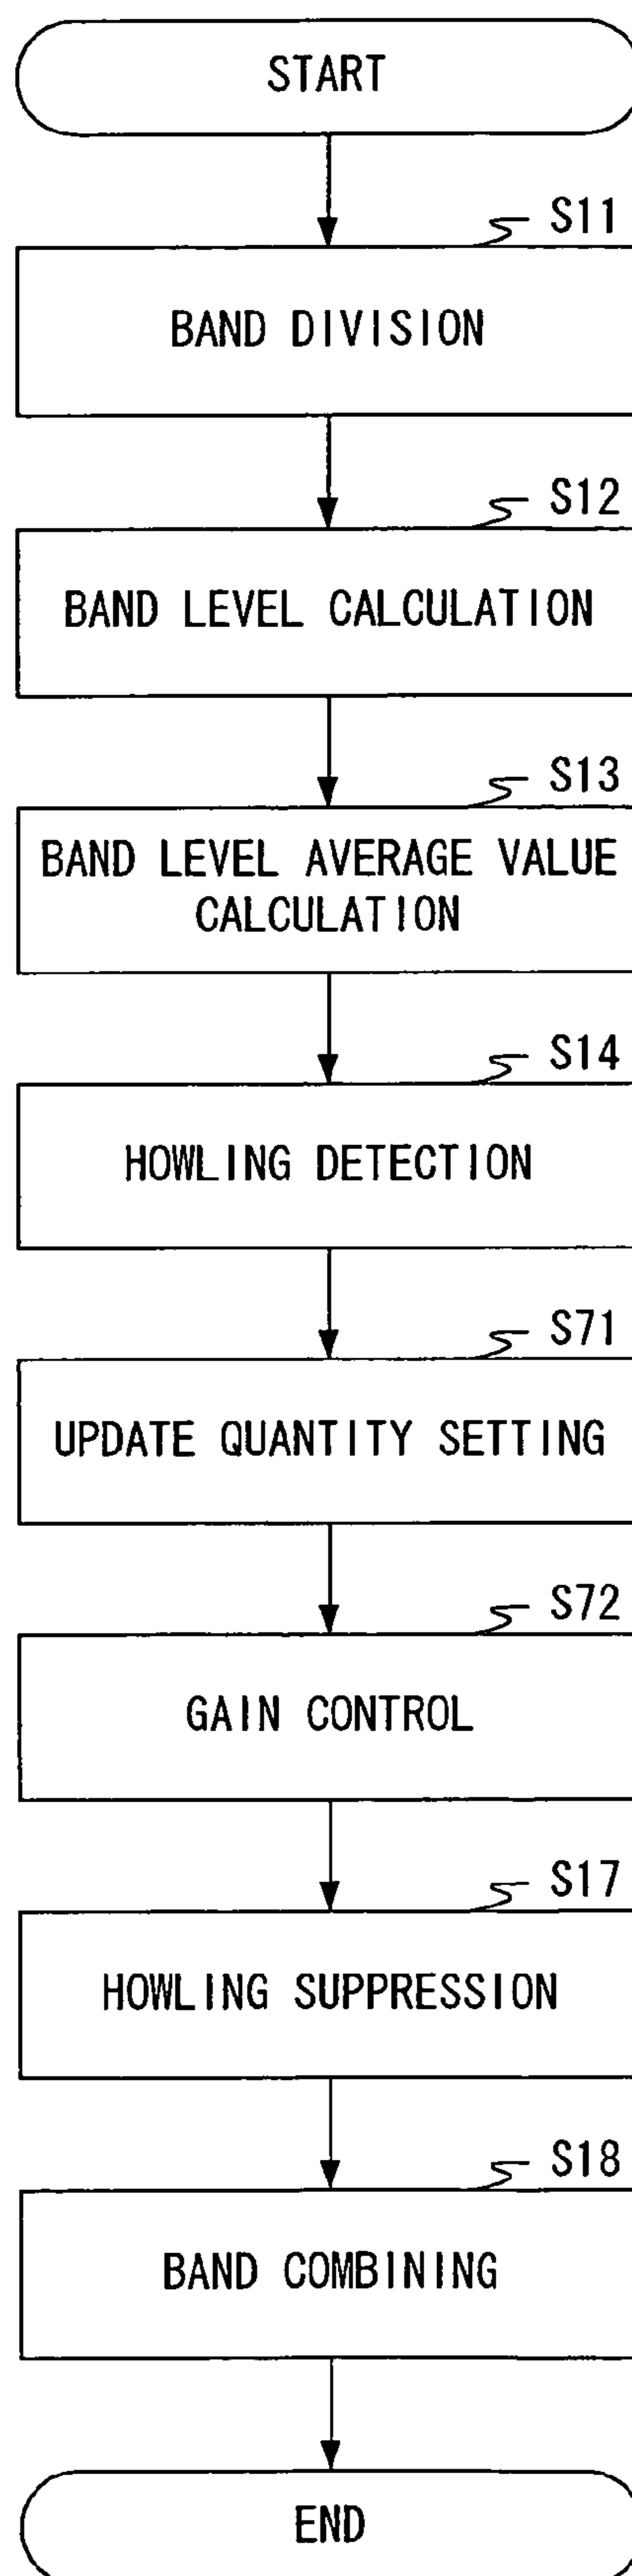 START
S11
BAND DIVISION
S12
BAND LEVEL CALCULATION
S13
BAND LEVEL AVERAGE VALUE
CALCULATION
S14
HOWLING DETECTION
S71
UPDATE QUANTITY SETTING
S72
GAIN CONTROL
S17
HOWLING SUPPRESSION
S18
BAND COMBINING
END